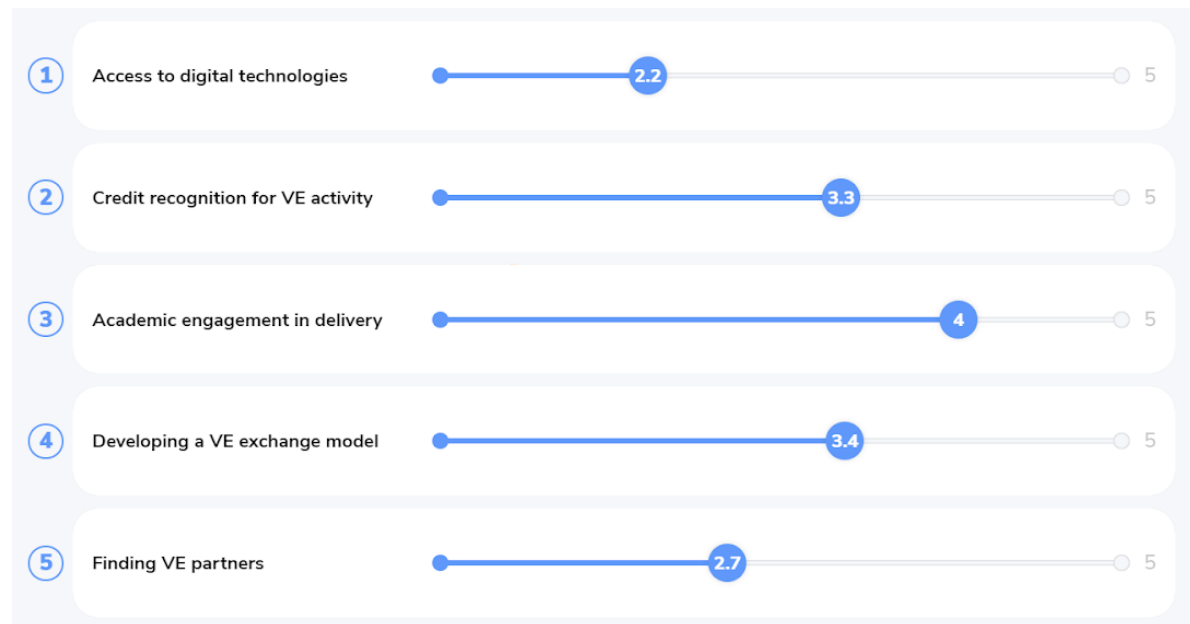 1 Access to digital technologies 2.2 5
2 Credit recognition for VE activity 3.3 5
3 Academic engagement in delivery 4 5
4 Developing a VE exchange model 3.4 5
5 Finding VE partners 2.7 5